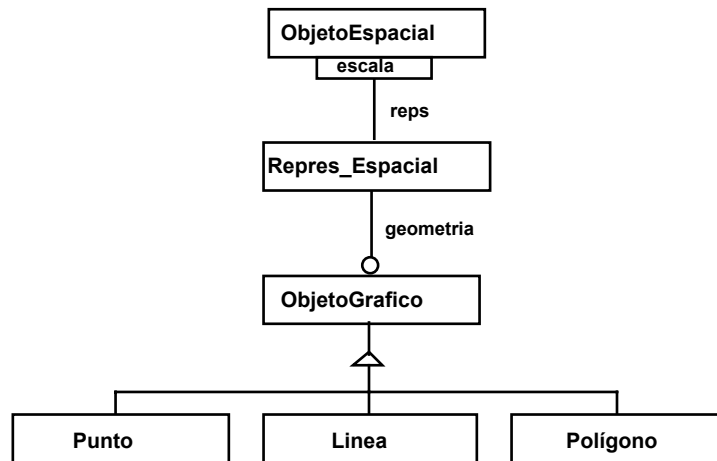 ObjetoEspacial
escala
reps
Repres_Espacial
geometria
ObjetoGrafico
Punto
Linea
Polígono